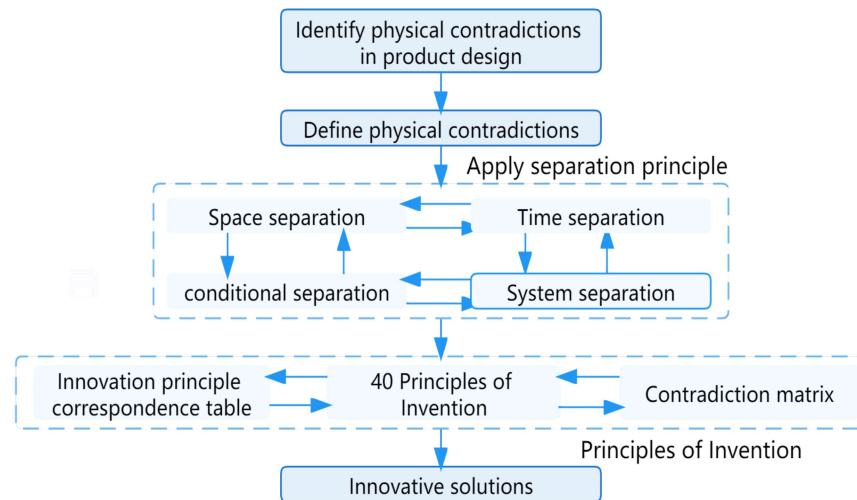 Identify physical contradictions
in product design
Define physical contradictions
Apply separation principle
Space separation
Time separation
conditional separation
System separation
Innovation principle
correspondence table
40 Principles of
Invention
Contradiction matrix
Principles of Invention
Innovative solutions